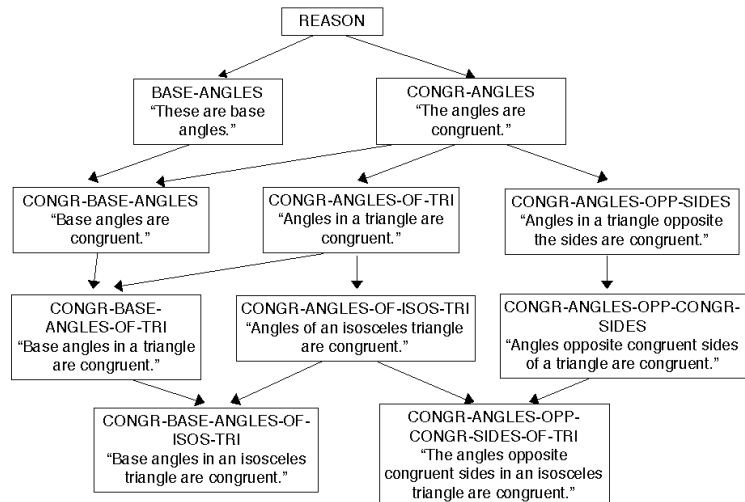 REASON
BASE-ANGLES
“These are base
angles.”
CONGR-ANGLES
“The angles are
congruent.”
CONGR-BASE-ANGLES
“Base angles are
congruent.”
CONGR-ANGLES-OF-TRI
“Angles in a triangle are
congruent.”
CONGR-ANGLES-OPP-SIDES
“Angles in a triangle opposite
the sides are congruent.”
CONGR-BASE-
ANGLES-OF-TRI
“Base angles in a triangle
are congruent.”
CONGR-ANGLES-OF-ISOS-TRI
“Angles of an isosceles triangle
are congruent.”
CONGR-ANGLES-OPP-CONGR-
SIDES
“Angles opposite congruent sides
of a triangle are congruent.”
CONGR-BASE-ANGLES-OF-
ISOS-TRI
“Base angles in an isosceles
triangle are congruent.”
CONGR-ANGLES-OPP-
CONGR-SIDES-OF-TRI
“The angles opposite
congruent sides in an isosceles
triangle are congruent.”